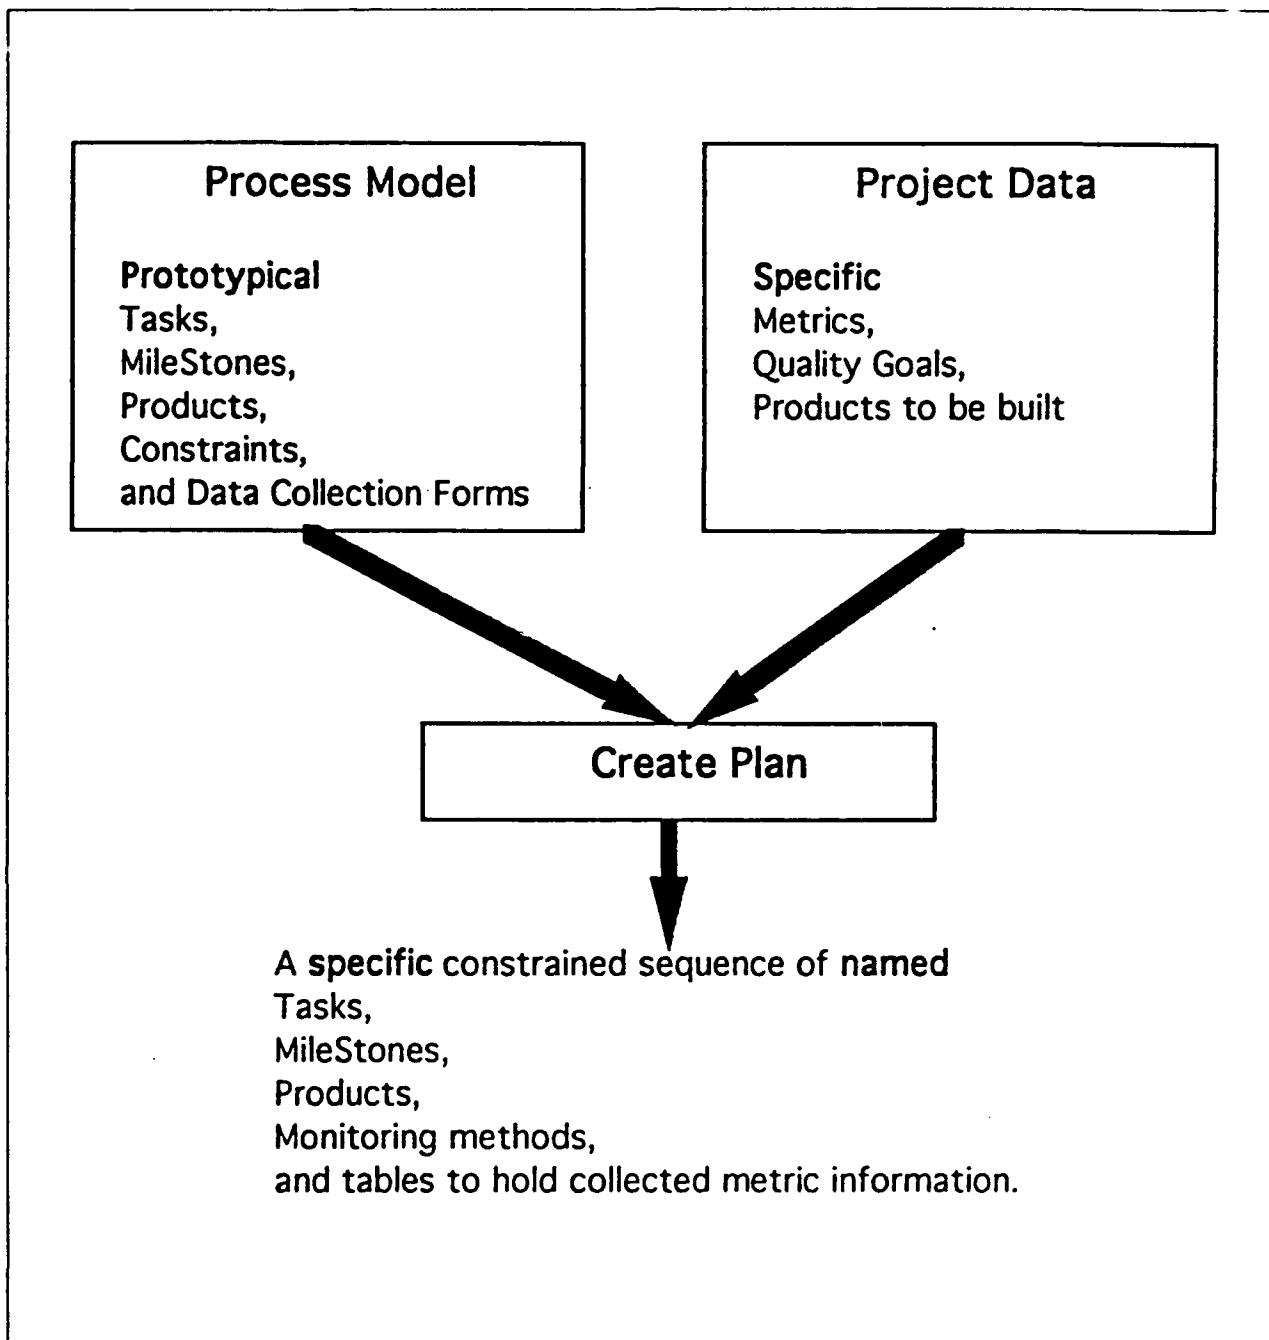 Process Model
Prototypical
Tasks,
MileStones,
Products,
Constraints,
and Data Collection Forms
Project Data
Specific
Metrics,
Quality Goals,
Products to be built
Create Plan
A specific constrained sequence of named
Tasks,
MileStones,
Products,
Monitoring methods,
and tables to hold collected metric information.